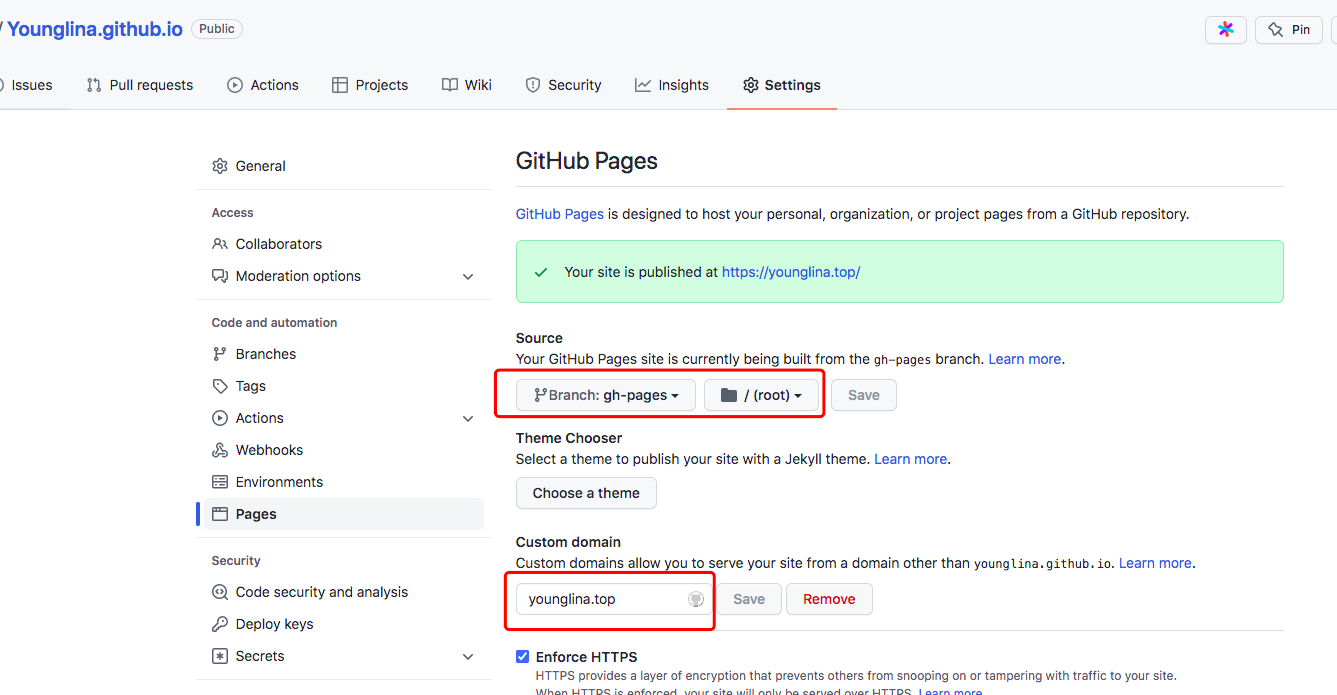 / Younglina.github.io Public
Pin
Issues Pull requests Actions Projects Wiki Security Insights Settings
General
Access
Collaborators
Moderation options
Code and automation
Branches
Tags
Actions
Webhooks
Environments
Pages
Security
Code security and analysis
Deploy keys
Secrets
GitHub Pages
GitHub Pages is designed to host your personal, organization, or project pages from a GitHub repository.
Your site is published at https://younglina.top/
Source
Your GitHub Pages site is currently being built from the gh-pages branch. Learn more.
Branch: gh-pages / (root) Save
Theme Chooser
Select a theme to publish your site with a Jekyll theme. Learn more.
Choose a theme
Custom domain
Custom domains allow you to serve your site from a domain other than younglina.github.io. Learn more.
younglina.top Save Remove
Enforce HTTPS
HTTPS provides a layer of encryption that prevents others from snooping on or tampering with traffic to your site.
When HTTPS is enforced, your site will only be served over HTTPS. Learn more.